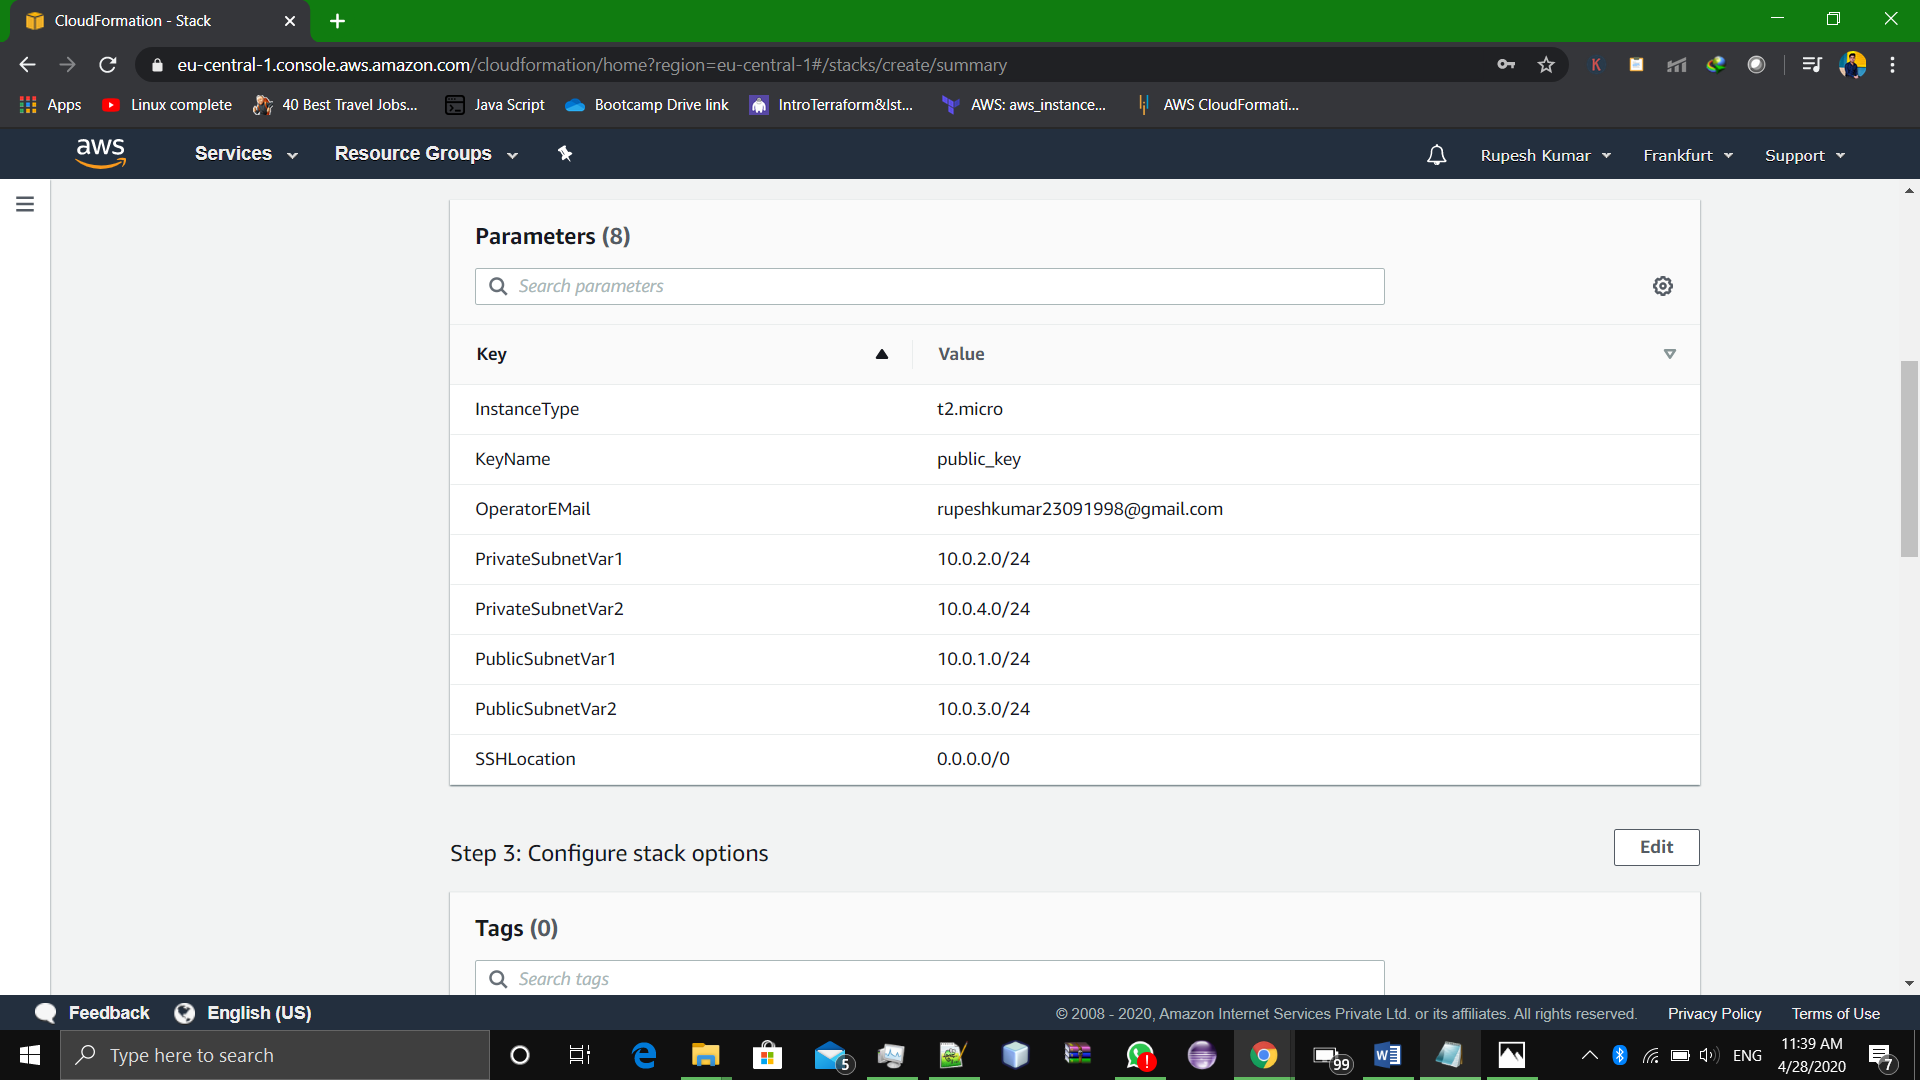 CloudFormation - Stack
eu-central-1.console.aws.amazon.com/cloudformation/home?region=eu-central-1#/stacks/create/summary
K
Apps Linux complete 40 Best Travel Jobs... Java Script Bootcamp Drive link IntroTerraform&Ist... AWS: aws_instance... AWS CloudFormati...
aws Services Resource Groups Rupesh Kumar Frankfurt Support
Parameters (8)
Search parameters
Key Value
InstanceType t2.micro
KeyName public_key
OperatorEMail rupeshkumar23091998@gmail.com
PrivateSubnetVar1 10.0.2.0/24
PrivateSubnetVar2 10.0.4.0/24
PublicSubnetVar1 10.0.1.0/24
PublicSubnetVar2 10.0.3.0/24
SSHLocation 0.0.0.0/0
Step 3: Configure stack options Edit
Tags (0)
Search tags
Feedback English (US) © 2008 - 2020, Amazon Internet Services Private Ltd. or its affiliates. All rights reserved. Privacy Policy Terms of Use
Type here to search 5 99 ENG 11:39 AM
4/28/2020 7